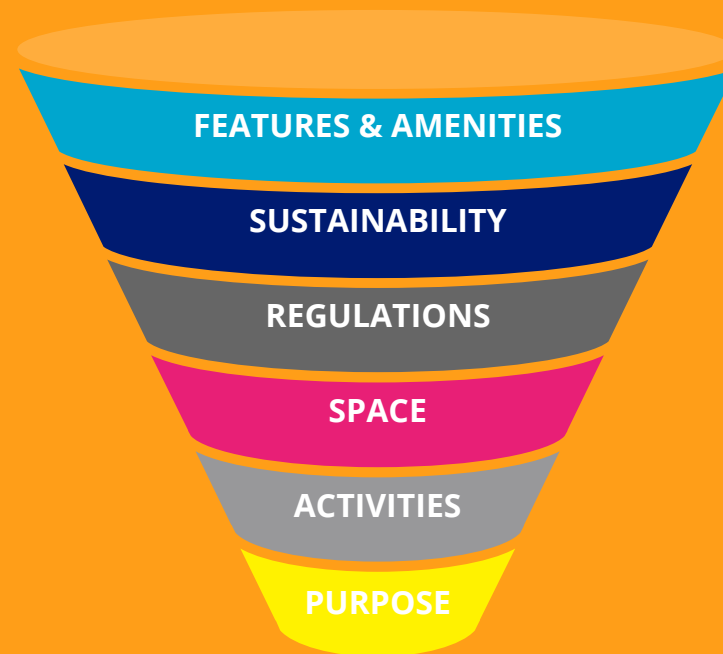 FEATURES & AMENITIES
SUSTAINABILITY
REGULATIONS
SPACE
ACTIVITIES
PURPOSE